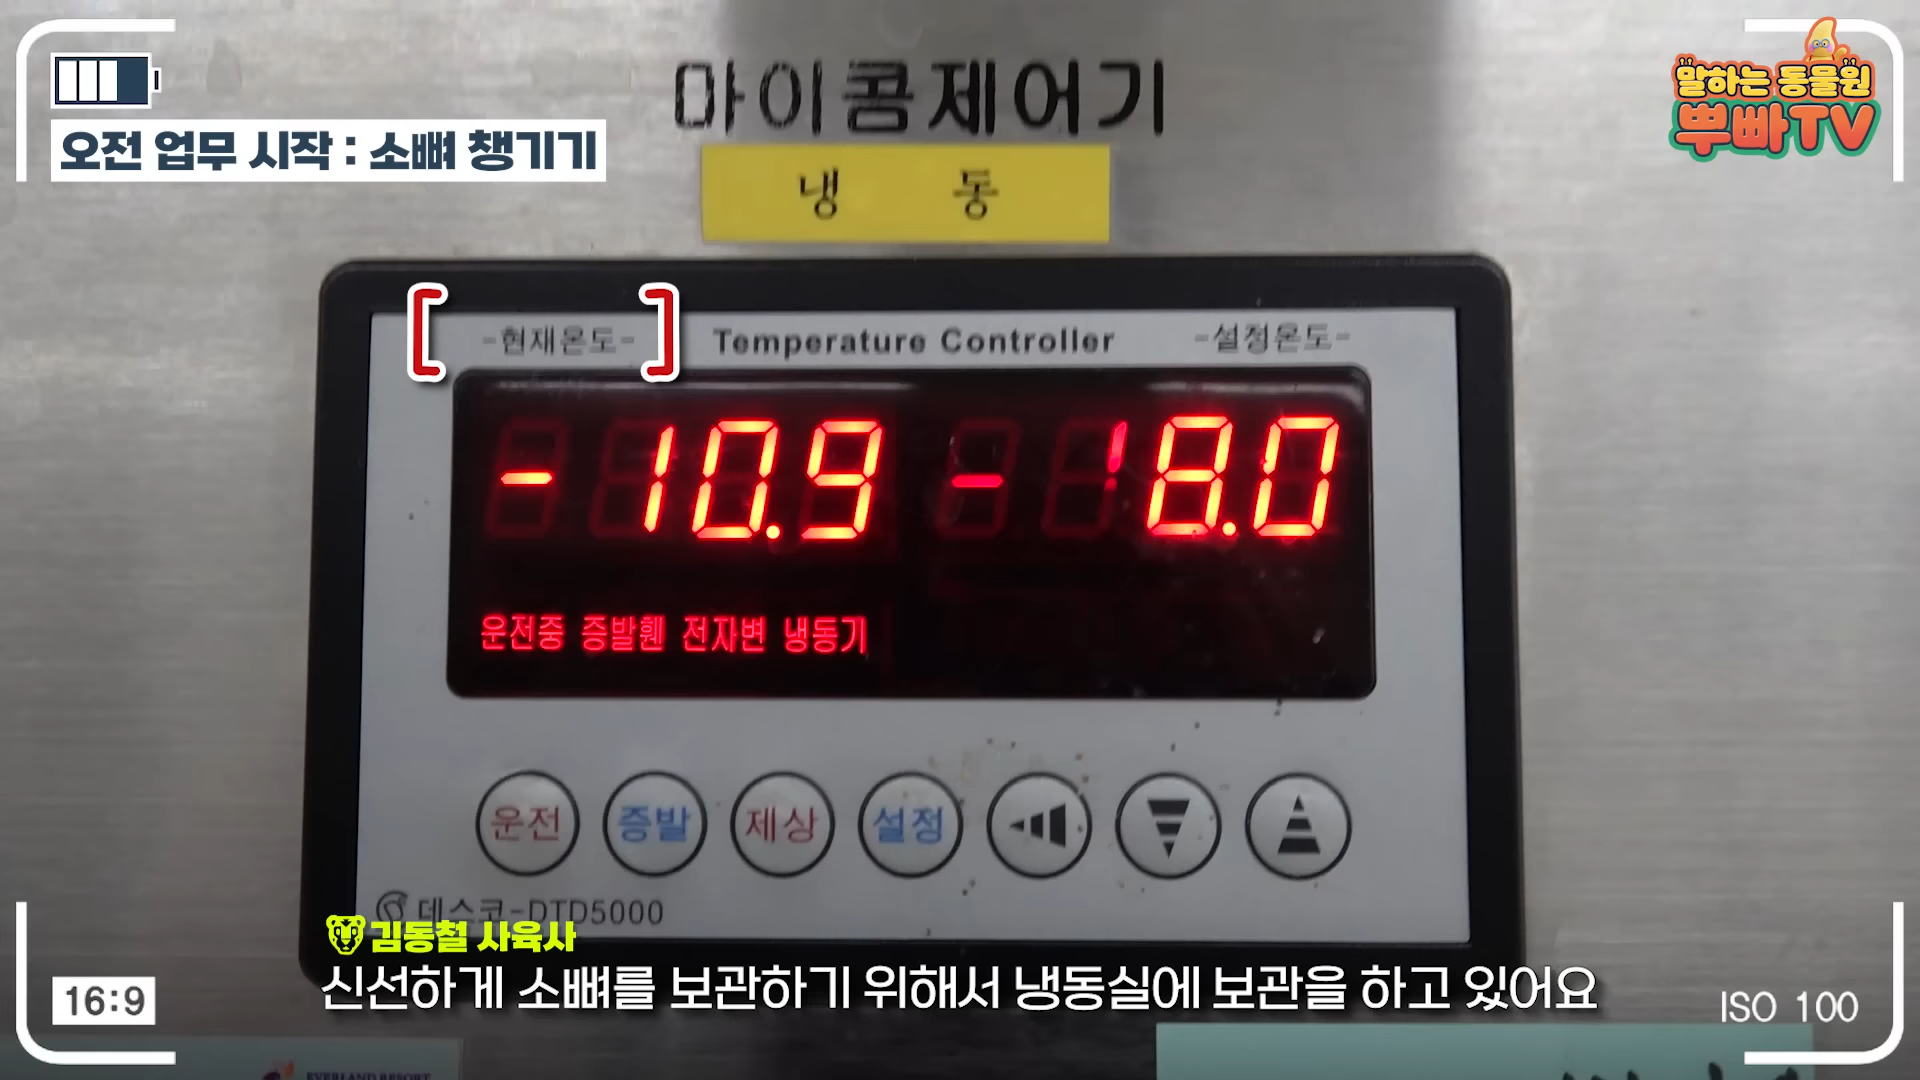 오전 업무 시작 : 소뼈 챙기기
말하는 동물원
뿌빠TV
마이콤제어기
냉 동
-현재온도- Temperature Controller -설정온도-
-10.9 -18.0
운전중 증발휀 전자변 냉동기
운전 증발 제상 설정
데스코-DTD5000
김동철 사육사
신선하게 소뼈를 보관하기 위해서 냉동실에 보관을 하고 있어요
16:9
ISO 100
EVERLAND RESORT